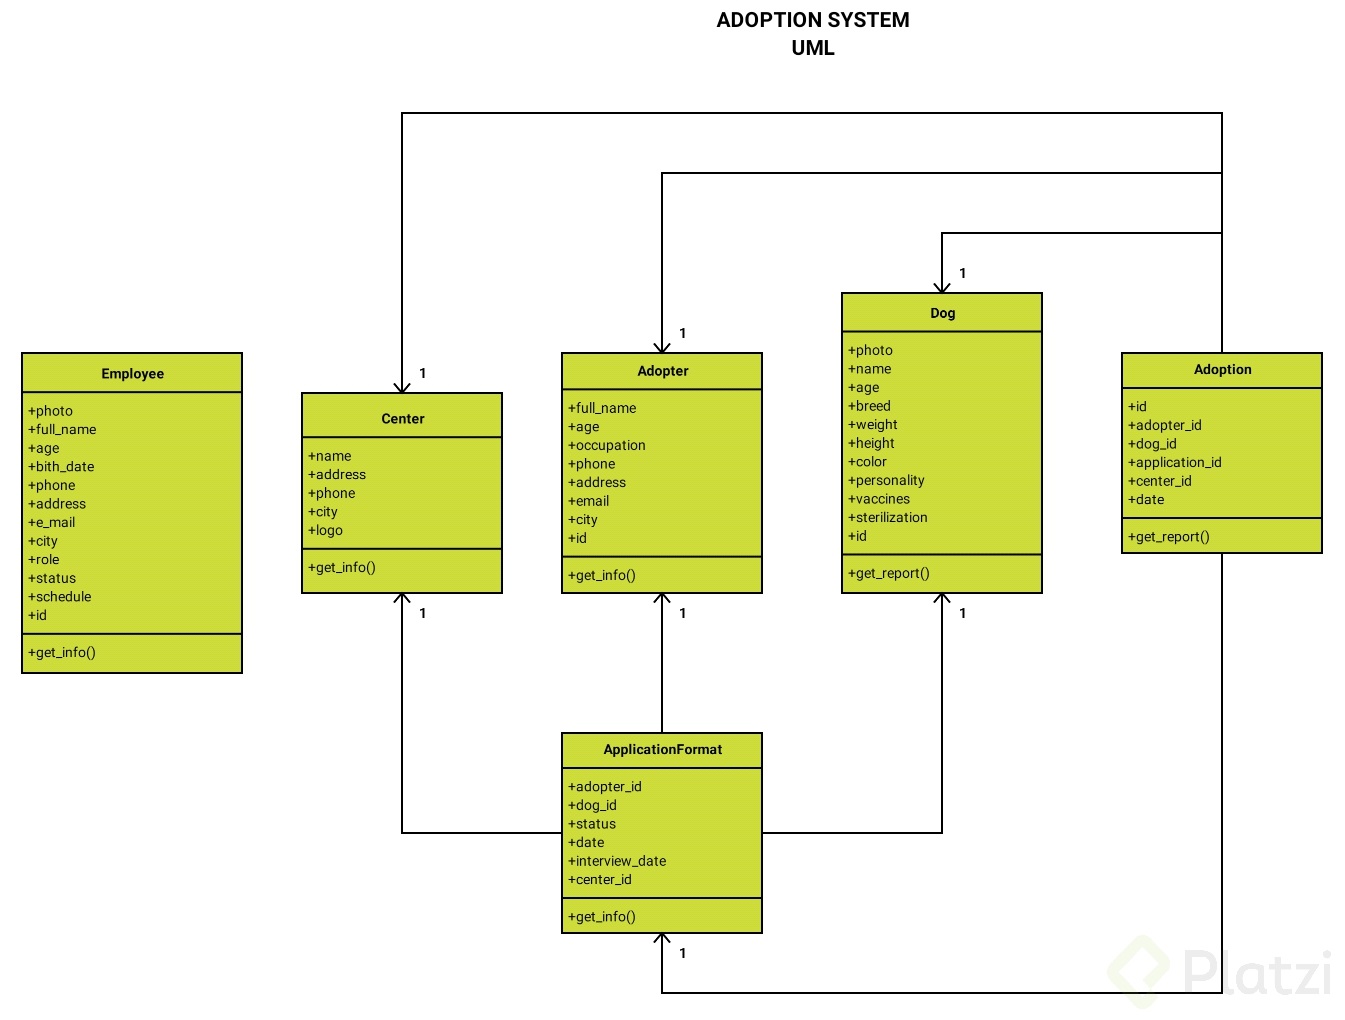 ADOPTION SYSTEM
UML
Employee
+photo
+full_name
+age
+bith_date
+phone
+address
+e_mail
+city
+role
+status
+schedule
+id
+get_info()
1
Center
+name
+address
+phone
+city
+logo
+get_info()
1
1
Adopter
+full_name
+age
+occupation
+phone
+address
+email
+city
+id
+get_info()
1
1
Dog
+photo
+name
+age
+breed
+weight
+height
+color
+personality
+vaccines
+sterilization
+id
+get_report()
1
Adoption
+id
+adopter_id
+dog_id
+application_id
+center_id
+date
+get_report()
ApplicationFormat
+adopter_id
+dog_id
+status
+date
+interview_date
+center_id
+get_info()
1
Platzi